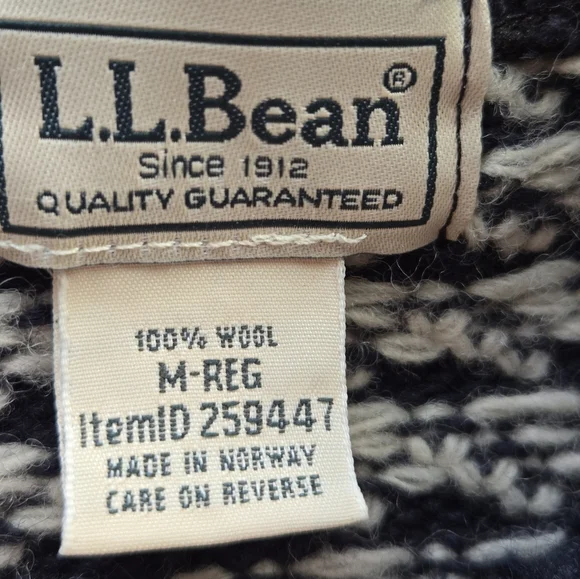 L.L.Bean®
Since 1912
QUALITY GUARANTEED
100% WOOL
M-REG
ItemID 259447
MADE IN NORWAY
CARE ON REVERSE